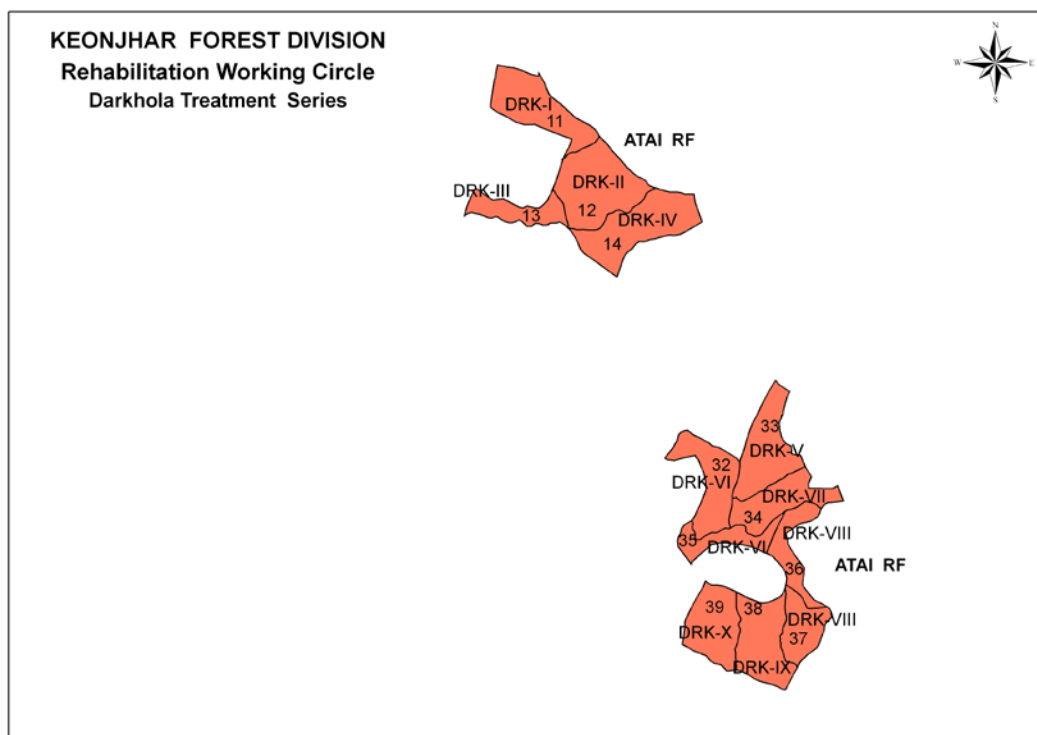 KEONJHAR FOREST DIVISION
Rehabilitation Working Circle
Darkhola Treatment Series
N
W E
S
DRK-I
11
ATAI RF
DRK-II
DRK-III
12
13
DRK-IV
14
33
DRK-V
32
DRK-VI
DRK-VII
34
DRK-VIII
35
DRK-VI
ATAI RF
36
39
38
DRK-VIII
DRK-X
37
DRK-IX